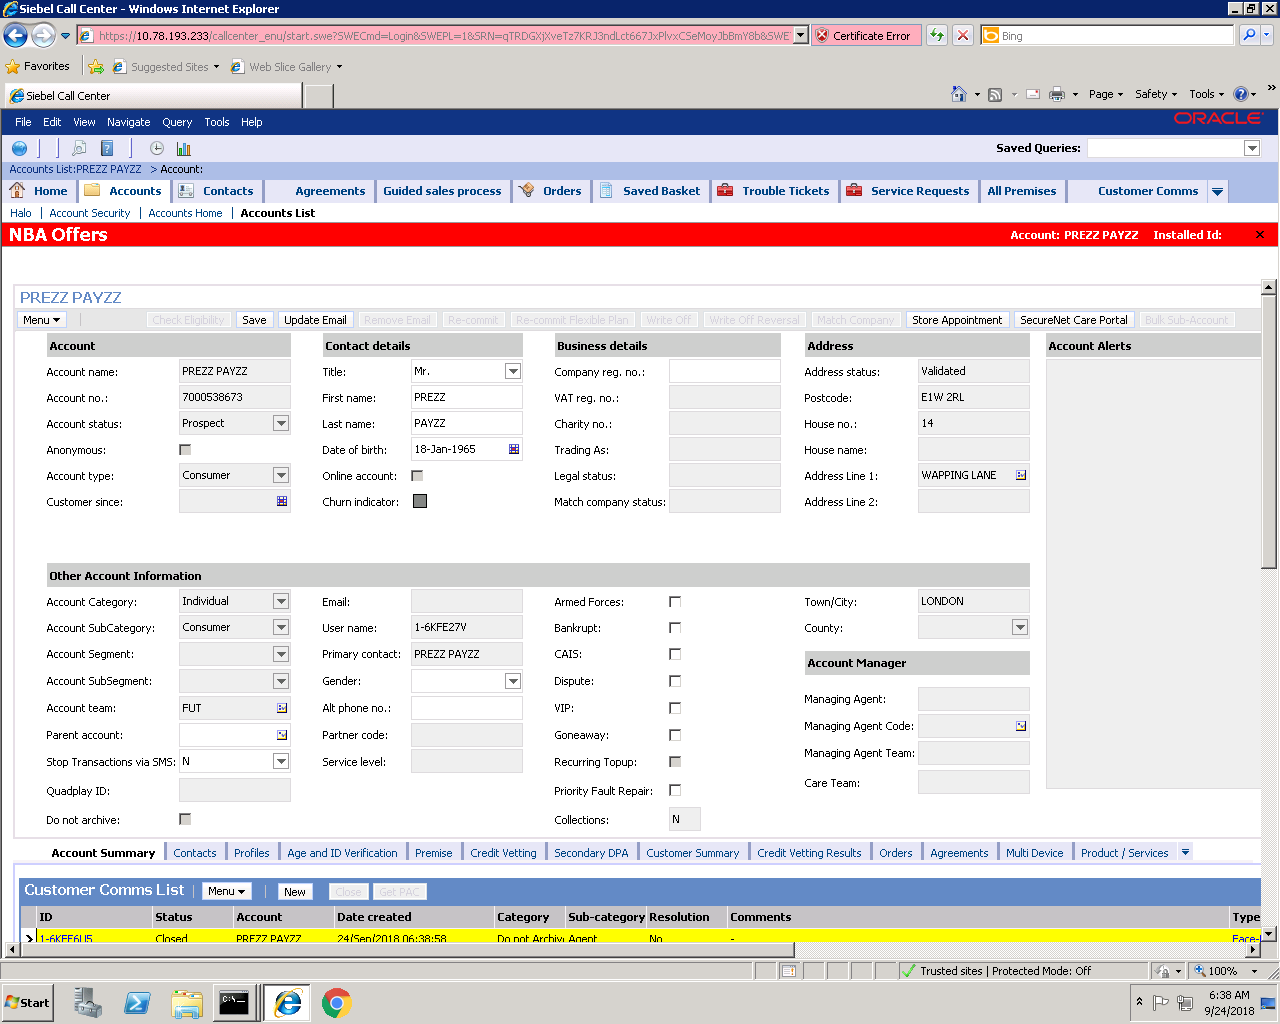 Siebel Call Center - Windows Internet Explorer
https://10.78.193.233/callcenter_enu/start.swe?SWECmd=Login&SWEPL=1&SRN=qTRDGXjXveTz7KRJ3ndLct667JxPlvxCSeMoyJbBmY8b&SWE
Certificate Error
Bing
Favorites Suggested Sites Web Slice Gallery
Siebel Call Center
Page Safety Tools
File Edit View Navigate Query Tools Help
ORACLE
Saved Queries:
Accounts List:PREZZ PAYZZ > Account:
Home Accounts Contacts Agreements Guided sales process Orders Saved Basket Trouble Tickets Service Requests All Premises Customer Comms
Halo | Account Security | Accounts Home | Accounts List
NBA Offers Account: PREZZ PAYZZ Installed Id:
PREZZ PAYZZ
Menu Check Eligibility Save Update Email Remove Email Re-commit Re-commit Flexible Plan Write Off Write Off Reversal Match Company Store Appointment SecureNet Care Portal Bulk Sub-Account
Account Contact details Business details Address Account Alerts
Account name: PREZZ PAYZZ Title: Mr. Company reg. no.: Address status: Validated
Account no.: 7000538673 First name: PREZZ VAT reg. no.: Postcode: E1W 2RL
Account status: Prospect Last name: PAYZZ Charity no.: House no.: 14
Anonymous: Date of birth: 18-Jan-1965 Trading As: House name:
Account type: Consumer Online account: Legal status: Address Line 1: WAPPING LANE
Customer since: Churn indicator: Match company status: Address Line 2:
Other Account Information
Account Category: Individual Email: Armed Forces: Town/City: LONDON
Account SubCategory: Consumer User name: 1-6KFE27V Bankrupt: County:
Account Segment: Primary contact: PREZZ PAYZZ CAIS: Account Manager
Account SubSegment: Gender: Dispute:
Account team: FUT Alt phone no.: VIP: Managing Agent:
Parent account: Partner code: Goneaway: Managing Agent Code:
Stop Transactions via SMS: N Service level: Recurring Topup: Managing Agent Team:
Quadplay ID: Priority Fault Repair: Care Team:
Do not archive: Collections: N
Account Summary Contacts Profiles Age and ID Verification Premise Credit Vetting Secondary DPA Customer Summary Credit Vetting Results Orders Agreements Multi Device Product / Services
Customer Comms List Menu New Close Get PAC
ID Status Account Date created Category Sub-category Resolution Comments Type
1-6KFF6U5 Closed PREZZ PAYZZ 24/Sep/2018 06:38:58 Do not Archiv Agent No - Face-
Trusted sites | Protected Mode: Off 100%
Start 6:38 AM
9/24/2018